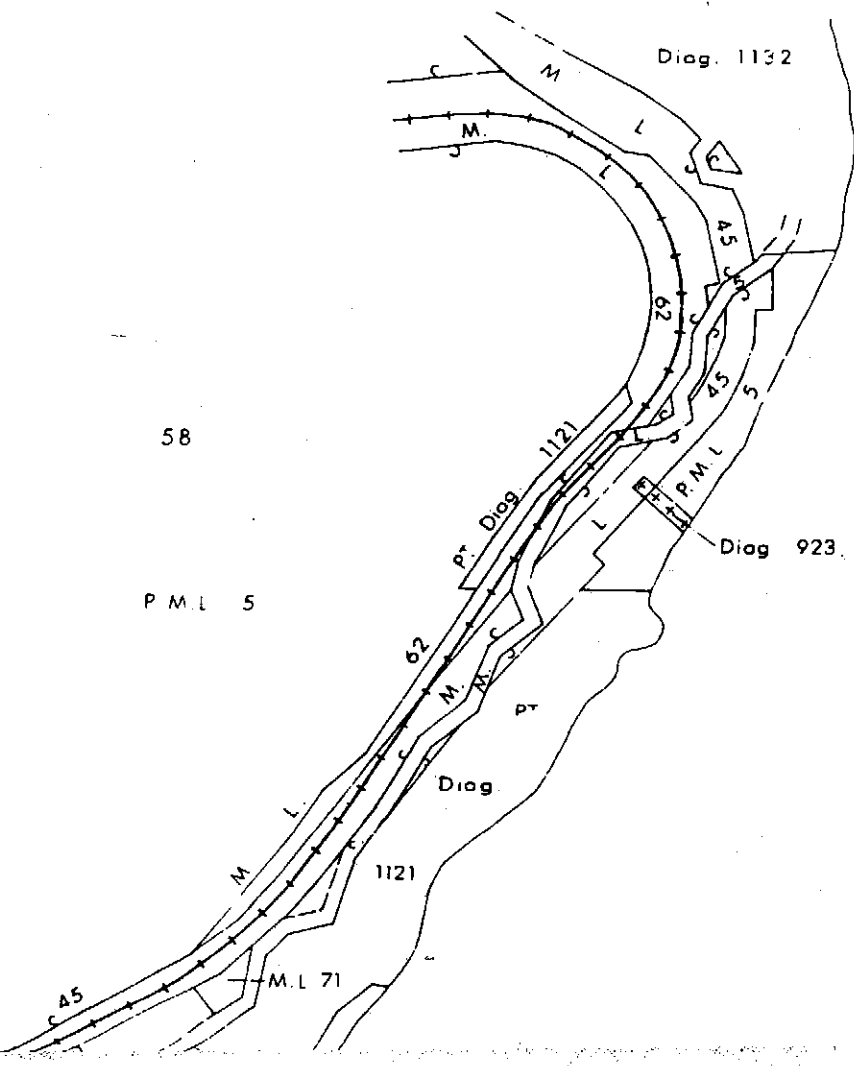 Diag. 1132
M L 45
M. L 62
45
5
P.M.L
1121
PT Diag
58
L
Diag 923.
P M.L 5
62
M. M.
PT
Diag
1121
M L.
M.L 71
45